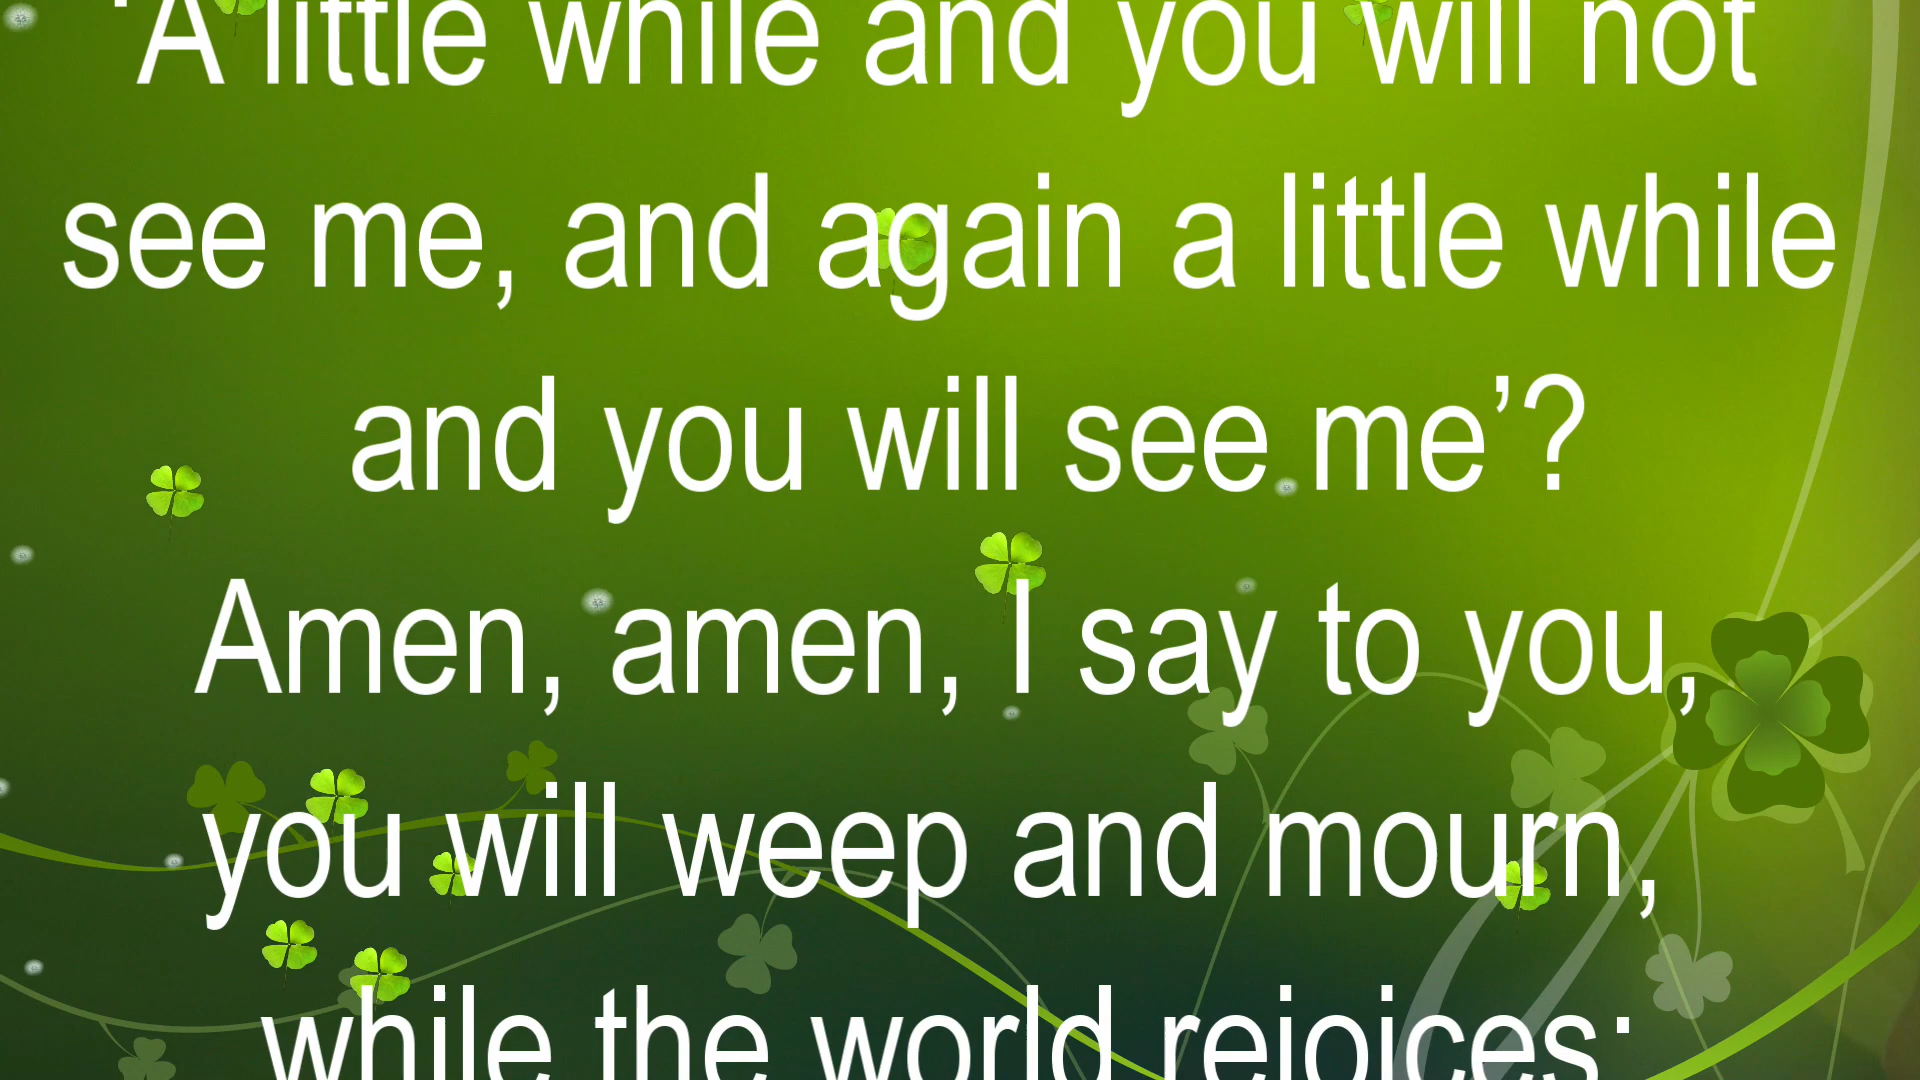 ‘A little while and you will not
see me, and again a little while
and you will see me’?
Amen, amen, I say to you,
you will weep and mourn,
while the world rejoices;